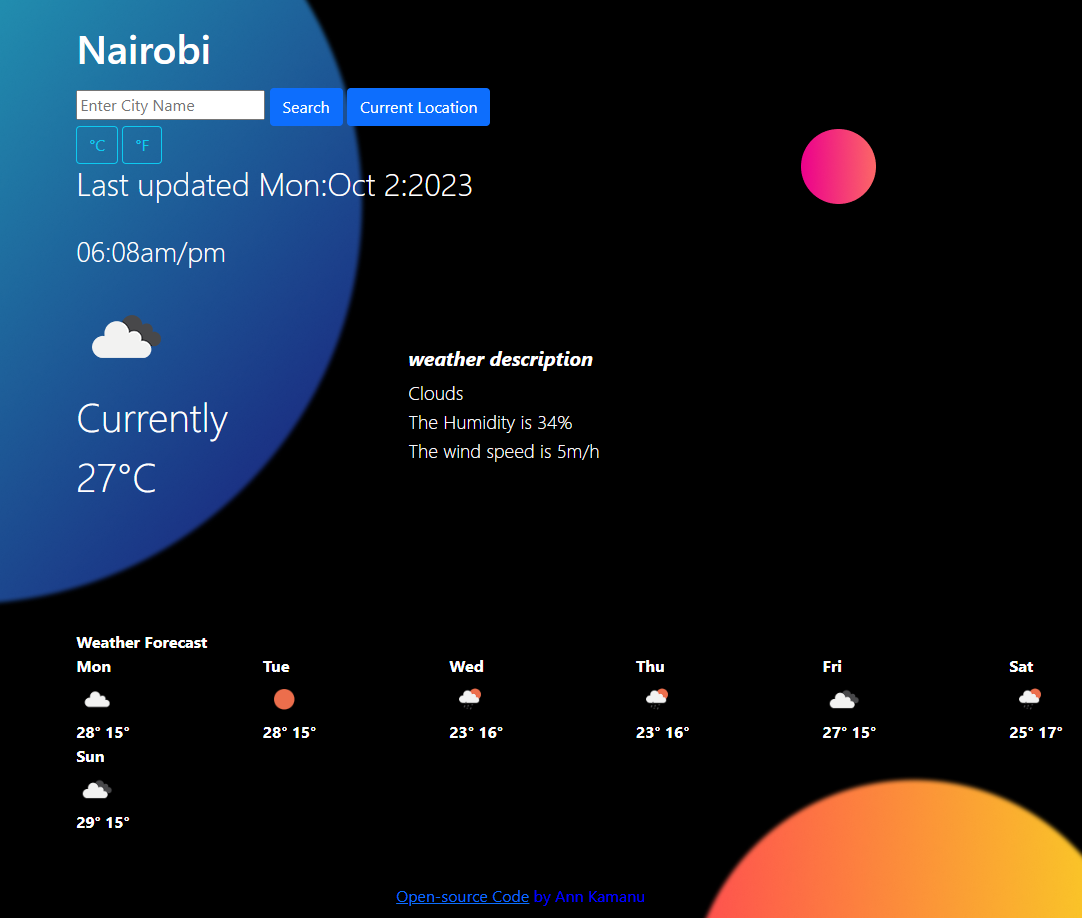 Nairobi
Enter City Name Search Current Location
°C °F
Last updated Mon:Oct 2:2023
06:08am/pm
weather description
Clouds
The Humidity is 34%
The wind speed is 5m/h
Currently
27°C
Weather Forecast
Mon Tue Wed Thu Fri Sat
28° 15° 28° 15° 23° 16° 23° 16° 27° 15° 25° 17°
Sun
29° 15°
Open-source Code by Ann Kamanu